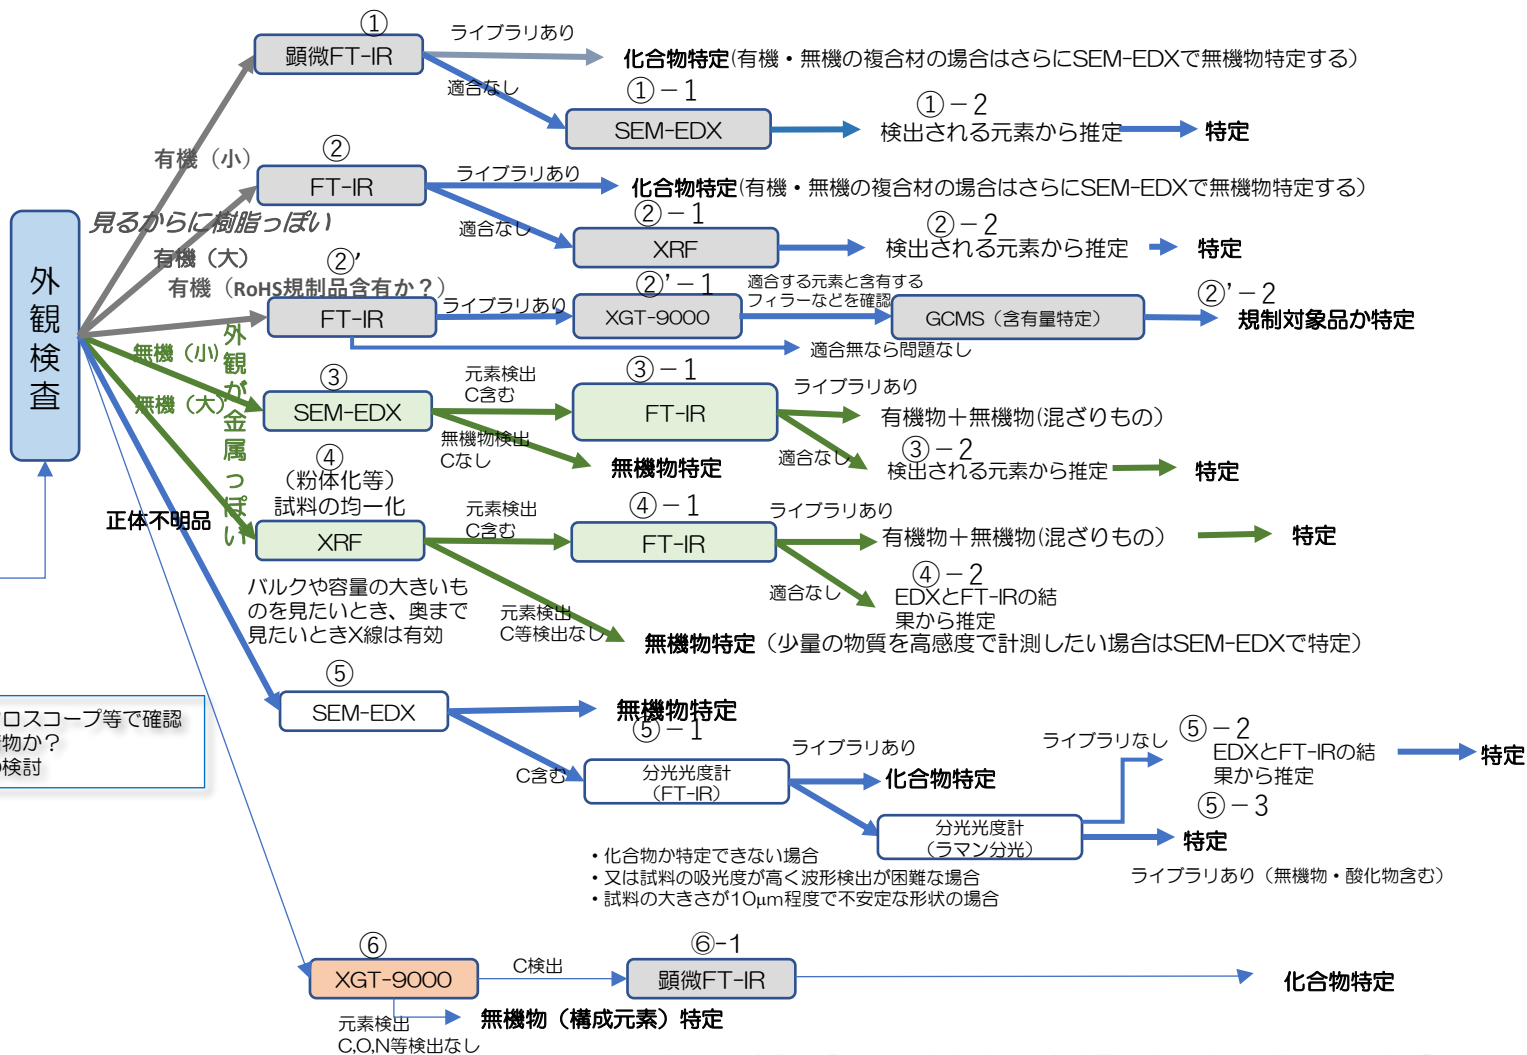 ①
顕微FT-IR
ライブラリあり
化合物特定(有機・無機の複合材の場合はさらにSEM-EDXで無機物特定する)
適合なし
①－1
SEM-EDX
①－2
検出される元素から推定
特定
有機（小）
②
FT-IR
ライブラリあり
化合物特定(有機・無機の複合材の場合はさらにSEM-EDXで無機物特定する)
見るからに樹脂っぽい
適合なし
②－1
XRF
②－2
検出される元素から推定
特定
有機（大）
②'
有機（RoHS規制品含有か？）
FT-IR
ライブラリあり
②'－1
XGT-9000
適合する元素と含有する
フィラーなどを確認
GCMS（含有量特定）
②'－2
規制対象品か特定
適合無なら問題なし
外観検査
外観が金属っぽい
無機（小）
無機（大）
③
SEM-EDX
元素検出
C含む
③－1
FT-IR
ライブラリあり
有機物＋無機物(混ざりもの)
無機物検出
Cなし
無機物特定
適合なし
③－2
検出される元素から推定
特定
④
（粉体化等）
試料の均一化
XRF
元素検出
C含む
④－1
FT-IR
ライブラリあり
有機物＋無機物(混ざりもの)
特定
正体不明品
バルクや容量の大きいも
のを見たいとき、奥まで
見たいときX線は有効
元素検出
C等検出なし
適合なし
④－2
EDXとFT-IRの結
果から推定
無機物特定（少量の物質を高感度で計測したい場合はSEM-EDXで特定）
⑤
SEM-EDX
無機物特定
⑤－1
C含む
分光光度計
（FT-IR）
ライブラリあり
化合物特定
ライブラリなし
⑤－2
EDXとFT-IRの結
果から推定
特定
分光光度計
（ラマン分光）
⑤－3
特定
ライブラリあり（無機物・酸化物含む）
・化合物か特定できない場合
・又は試料の吸光度が高く波形検出が困難な場合
・試料の大きさが10μm程度で不安定な形状の場合
ロスコープ等で確認
物か？
検討
⑥
XGT-9000
C検出
⑥-1
顕微FT-IR
化合物特定
元素検出
C,O,N等検出なし
無機物（構成元素）特定